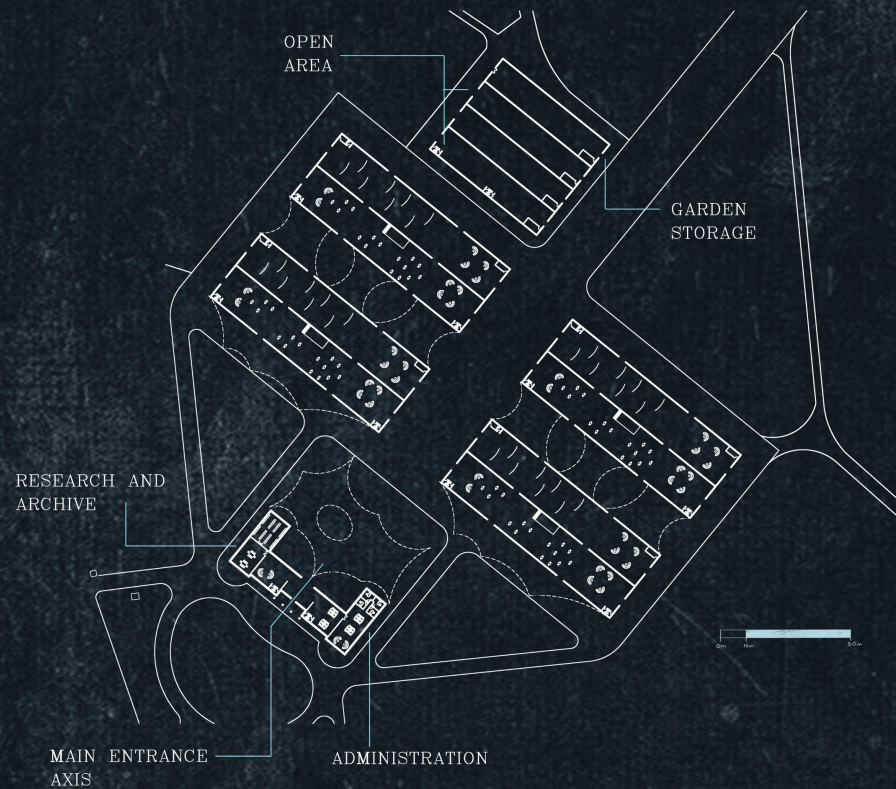 OPEN
AREA
GARDEN
STORAGE
RESEARCH AND
ARCHIVE
0m 10m 50m
MAIN ENTRANCE
AXIS
ADMINISTRATION